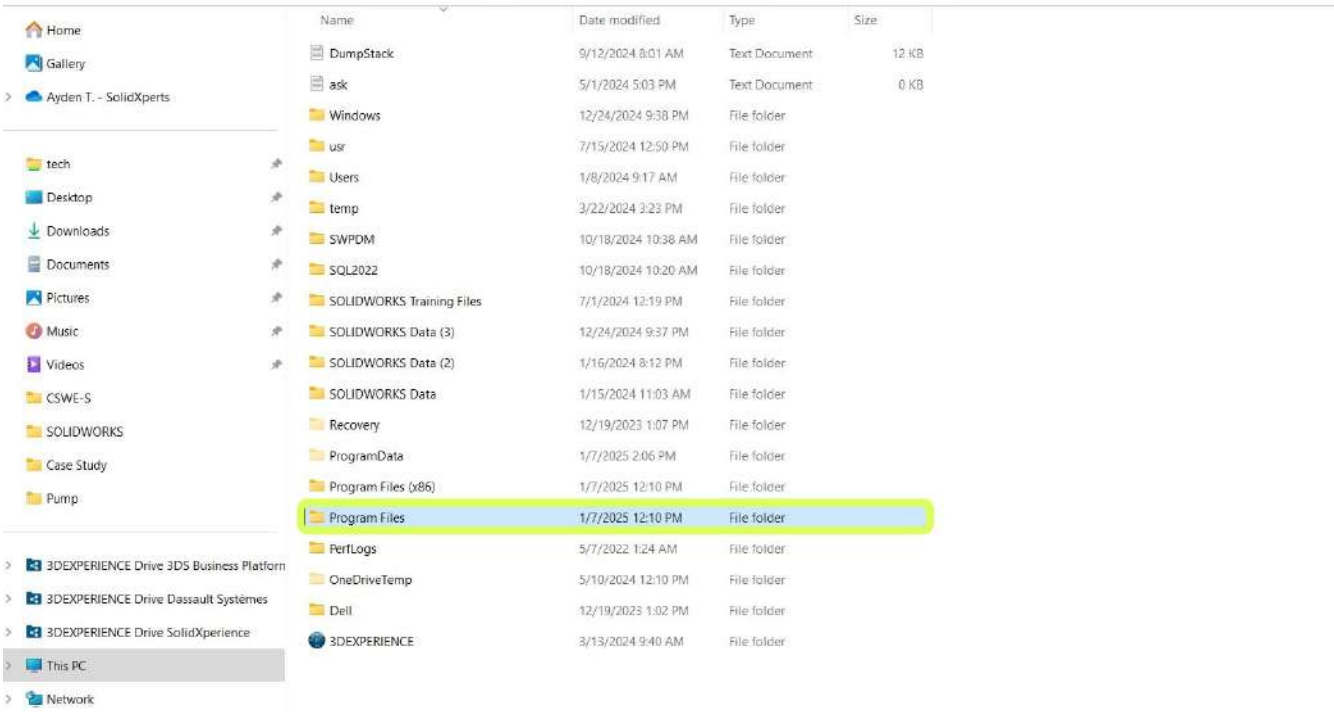 Home
Gallery
Ayden T. - SolidXperts
tech
Desktop
Downloads
Documents
Pictures
Music
Videos
CSWE-S
SOLIDWORKS
Case Study
Pump
3DEXPERIENCE Drive 3DS Business Platform
3DEXPERIENCE Drive Dassault Systèmes
3DEXPERIENCE Drive SolidXperience
This PC
Network
Name Date modified Type Size
DumpStack 9/12/2024 8:01 AM Text Document 12 KB
ask 5/1/2024 5:03 PM Text Document 0 KB
Windows 12/24/2024 9:38 PM File folder
usr 7/15/2024 12:50 PM File folder
Users 1/8/2024 9:17 AM File folder
temp 3/22/2024 3:23 PM File folder
SWPDM 10/18/2024 10:38 AM File folder
SQL2022 10/18/2024 10:20 AM File folder
SOLIDWORKS Training Files 7/1/2024 12:19 PM File folder
SOLIDWORKS Data (3) 12/24/2024 9:37 PM File folder
SOLIDWORKS Data (2) 1/16/2024 8:12 PM File folder
SOLIDWORKS Data 1/15/2024 11:03 AM File folder
Recovery 12/19/2023 1:07 PM File folder
ProgramData 1/7/2025 2:06 PM File folder
Program Files (x86) 1/7/2025 12:10 PM File folder
Program Files 1/7/2025 12:10 PM File folder
PerfLogs 5/7/2022 1:24 AM File folder
OneDriveTemp 5/10/2024 12:10 PM File folder
Dell 12/19/2023 1:02 PM File folder
3DEXPERIENCE 3/13/2024 9:40 AM File folder